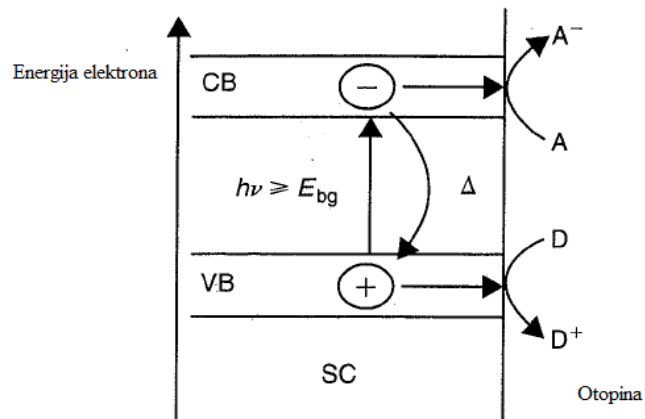 A⁻
Energija elektrona
CB
−
A
hν ⩾ E_bg
Δ
D
VB
+
D⁺
SC
Otopina